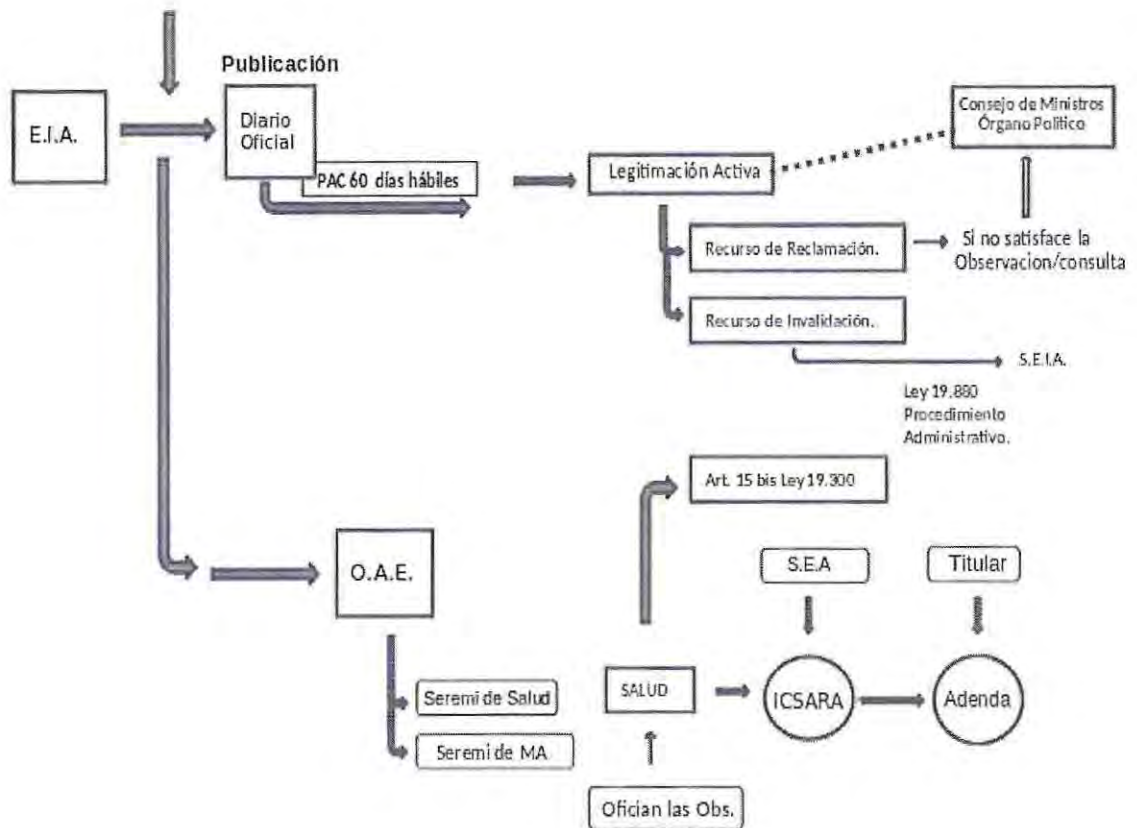 Publicación
E.I.A.
Diario
Oficial
PAC 60 días hábiles
Legitimación Activa
Consejo de Ministros
Órgano Político
Recurso de Reclamación.
Si no satisface la
Observacion/consulta
Recurso de Invalidación.
S.E.I.A.
Ley 19.880
Procedimiento
Administrativo.
Art. 15 bis Ley 19.300
O.A.E.
S.E.A
Titular
Seremi de Salud
SALUD
ICSARA
Adenda
Seremi de MA
Ofician las Obs.